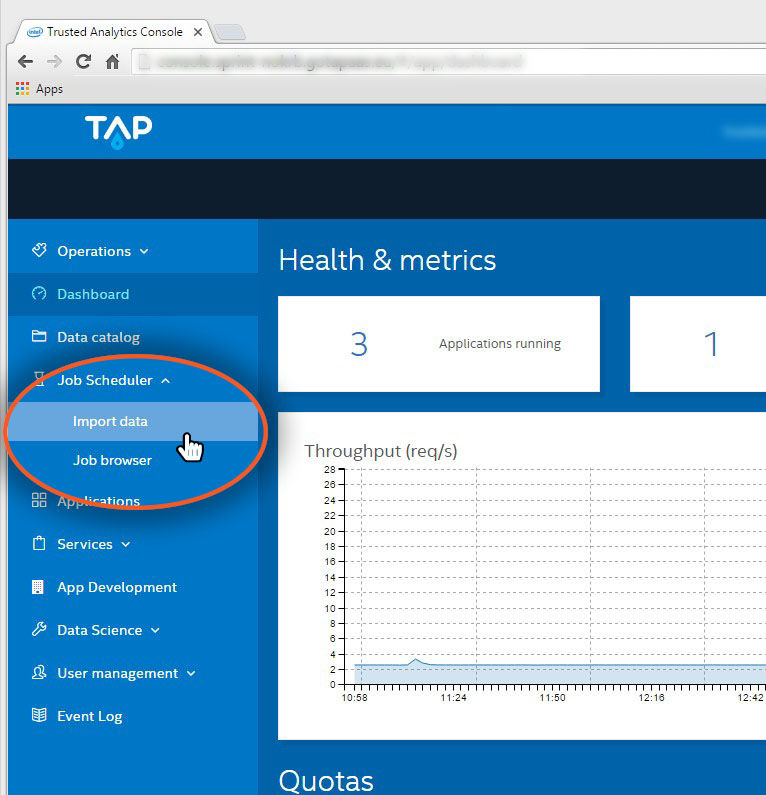 intel Trusted Analytics Console
Apps
TAP
Operations
Dashboard
Data catalog
Job Scheduler
Import data
Job browser
Applications
Services
App Development
Data Science
User management
Event Log
Health & metrics
3 Applications running
1
Throughput (req/s)
28
26
24
22
20
18
16
14
12
10
8
6
4
2
0
10:58 11:24 11:50 12:16 12:42
Quotas